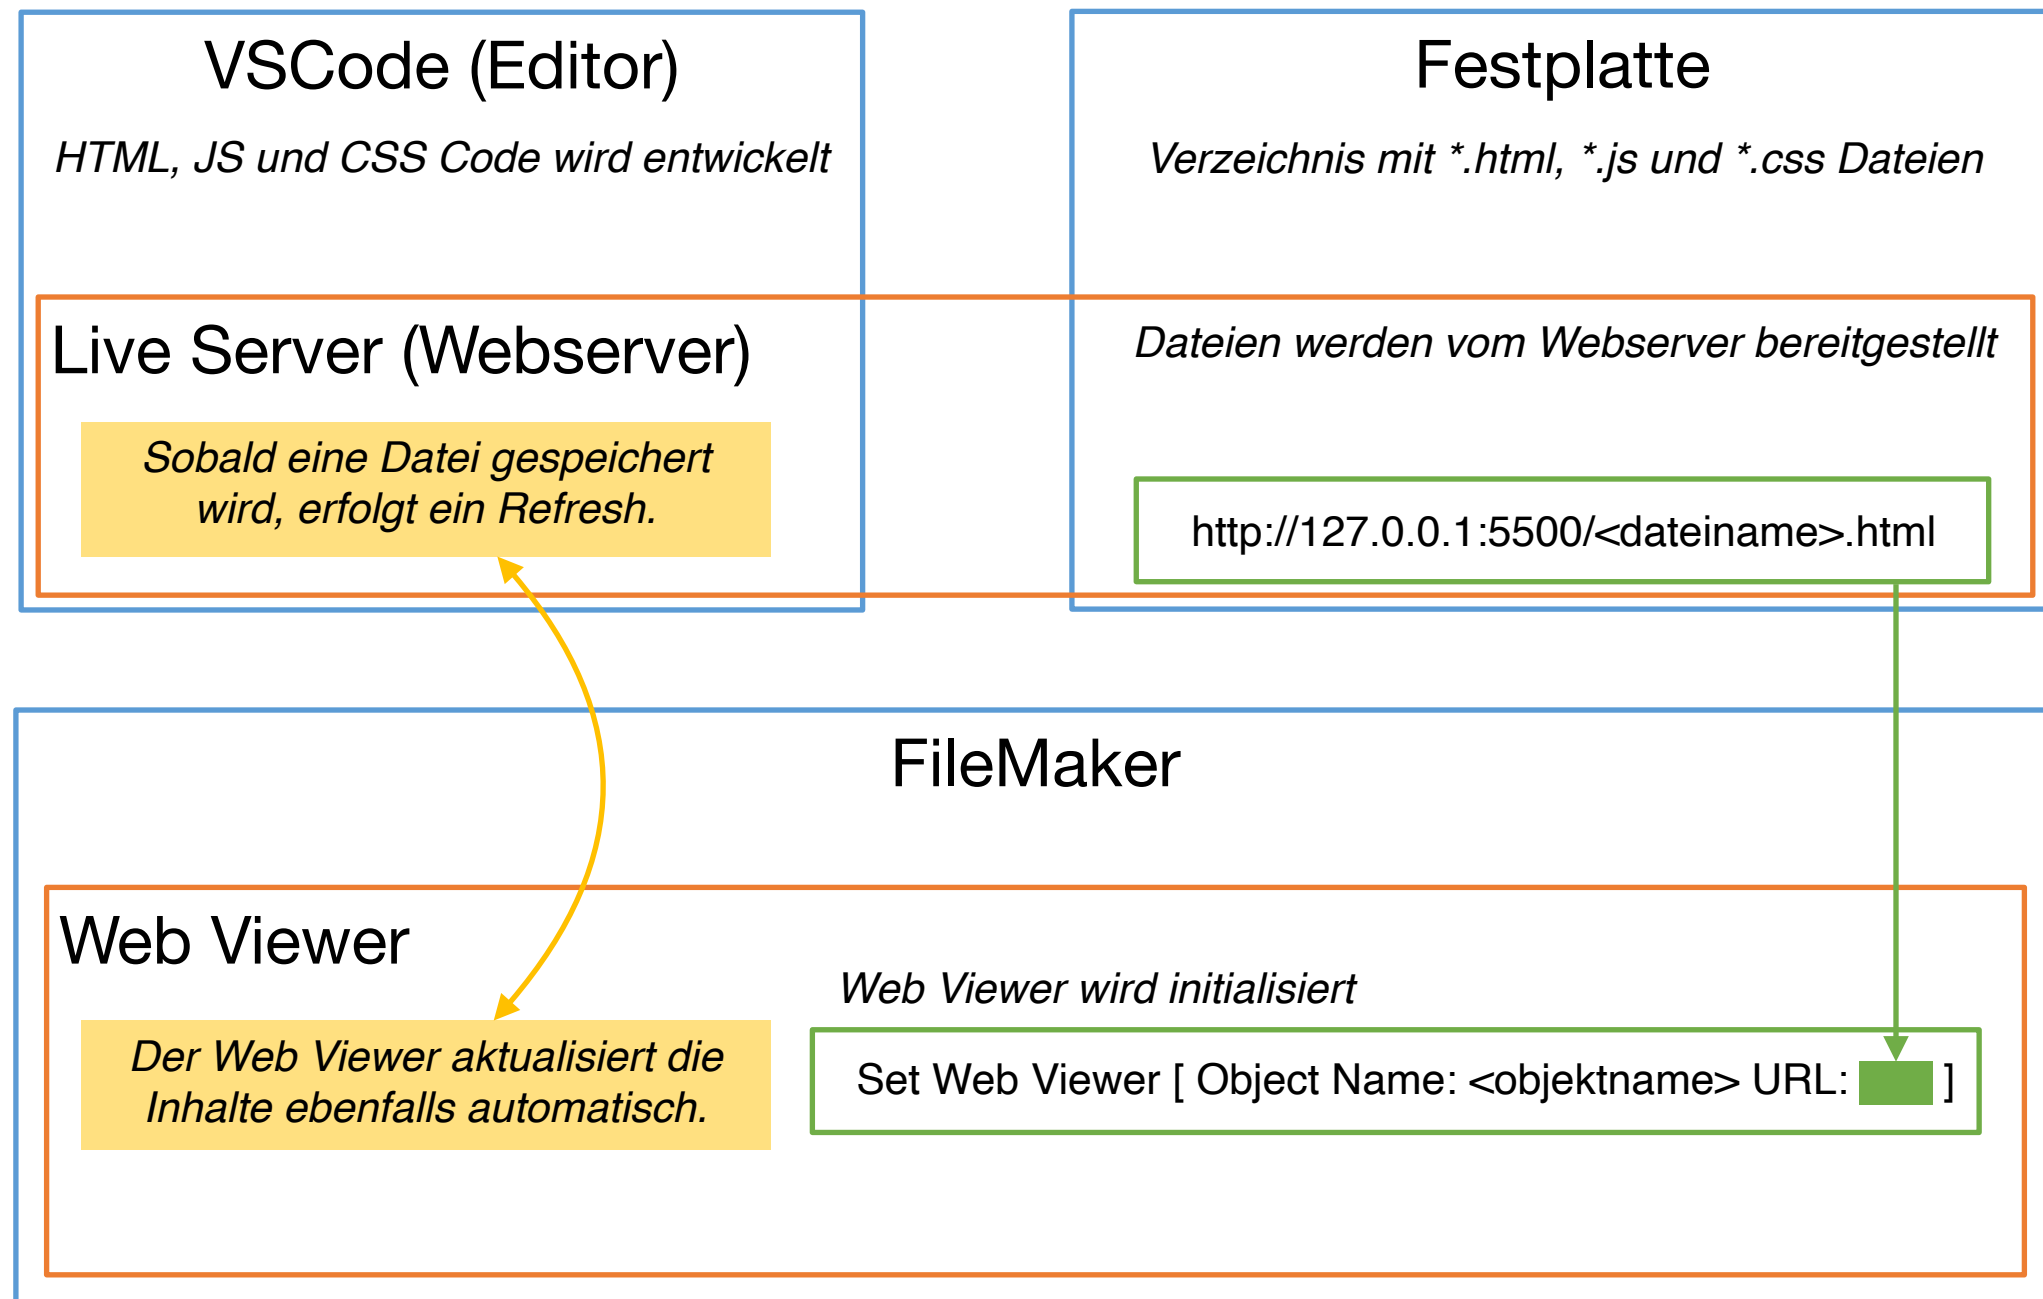 VSCode (Editor)
HTML, JS und CSS Code wird entwickelt
Festplatte
Verzeichnis mit *.html, *.js und *.css Dateien
Live Server (Webserver)
Sobald eine Datei gespeichert
wird, erfolgt ein Refresh.
Dateien werden vom Webserver bereitgestellt
http://127.0.0.1:5500/<dateiname>.html
FileMaker
Web Viewer
Der Web Viewer aktualisiert die
Inhalte ebenfalls automatisch.
Web Viewer wird initialisiert
Set Web Viewer [ Object Name: <objektname> URL: ]